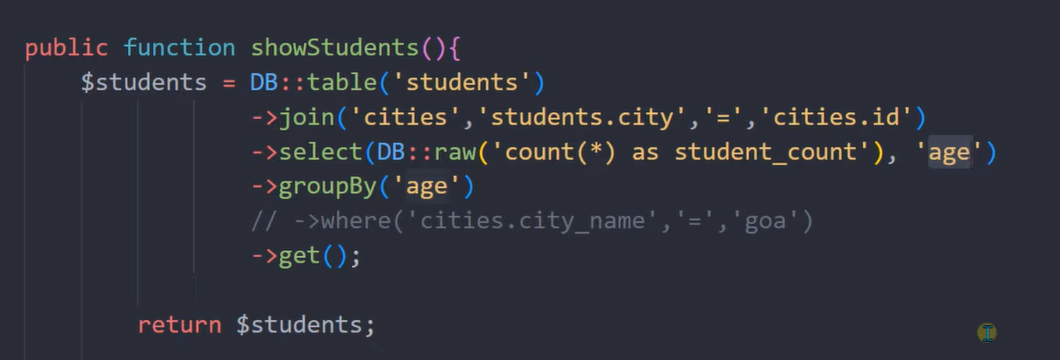 public function showStudents(){
$students = DB::table('students')
->join('cities','students.city','=','cities.id')
->select(DB::raw('count(*) as student_count'), 'age')
->groupBy('age')
// ->where('cities.city_name','=','goa')
->get();
return $students;